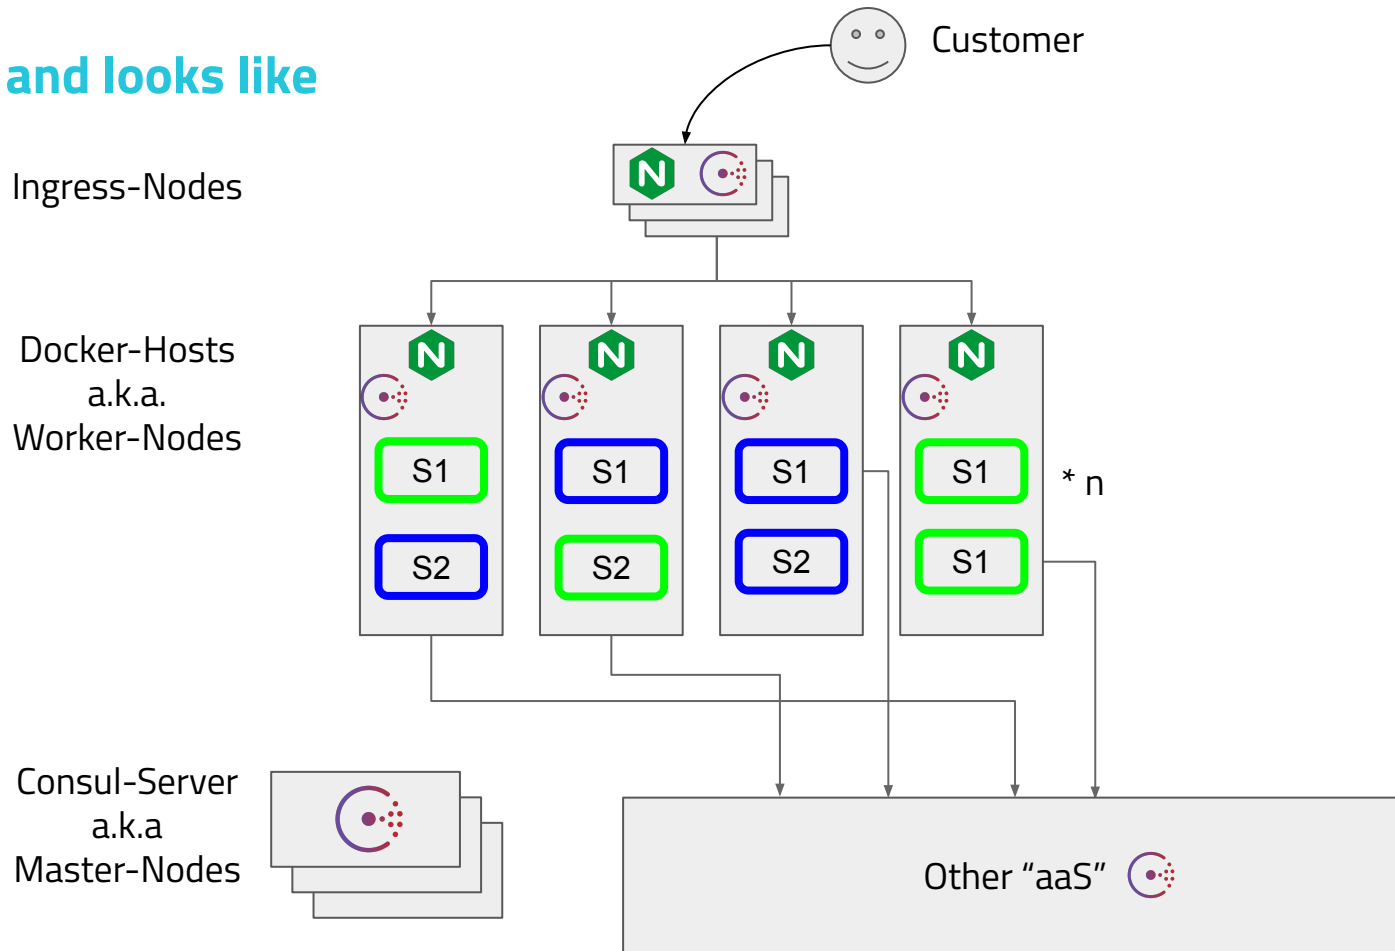 and looks like
Customer
Ingress-Nodes
N
Docker-Hosts
a.k.a.
Worker-Nodes
N
N
N
N
S1
S1
S1
S1
* n
S2
S2
S2
S1
Consul-Server
a.k.a
Master-Nodes
Other “aaS”